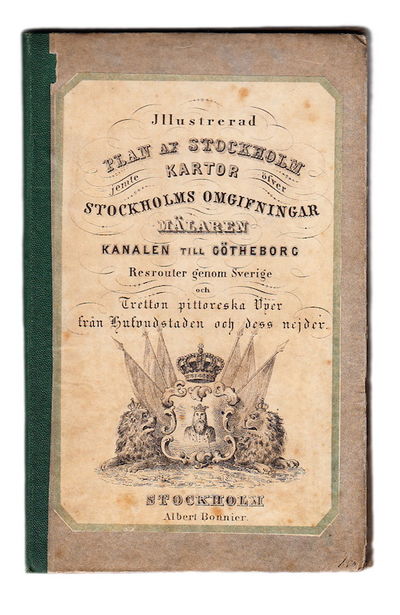 Jllustrerad
PLAN AF STOCKHOLM
jemte KARTOR öfver
STOCKHOLMS OMGIFNINGAR
MÄLAREN
KANALEN TILL GÖTHEBORG
Resrouter genom Sverige
och
Tretton pittoreska Vyer
från Hufvudstaden och dess nejder.
STOCKHOLM
Albert Bonnier.